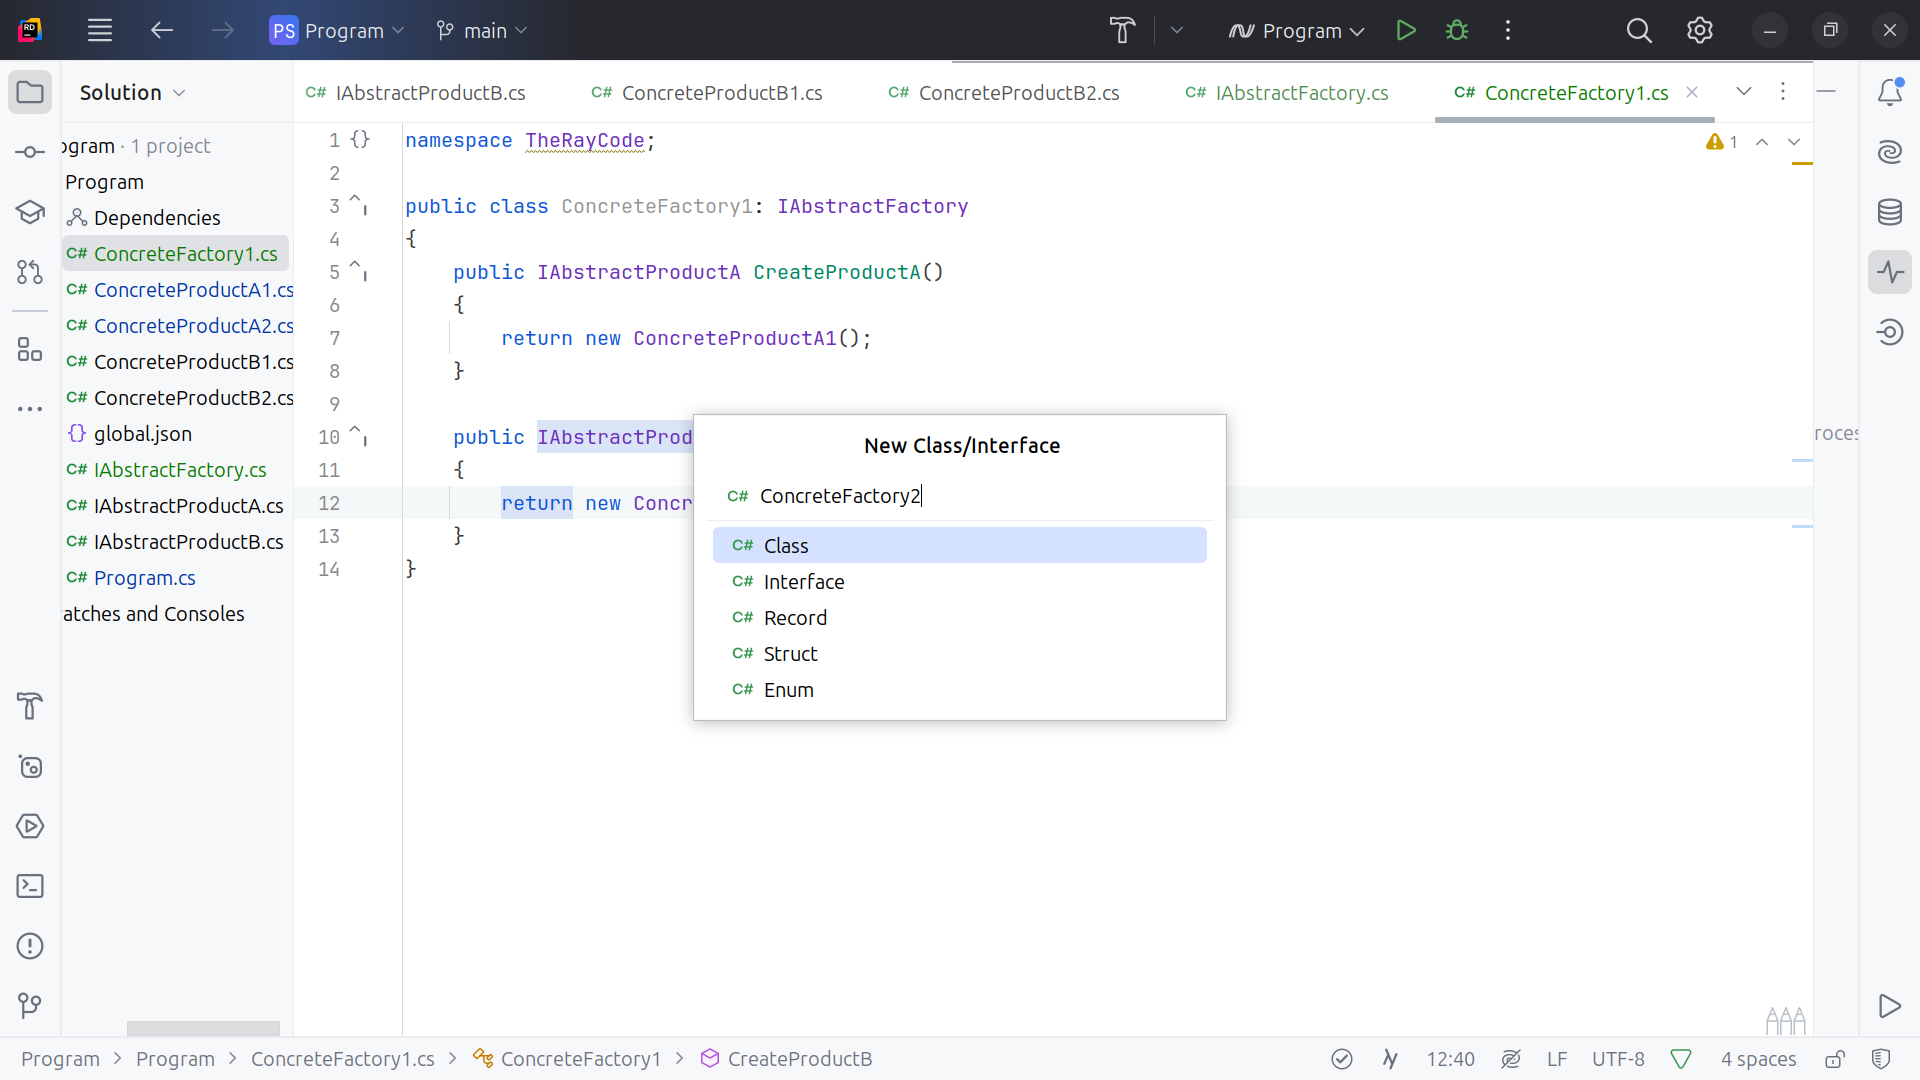 PS Program main Program
Solution
IAbstractProductB.cs ConcreteProductB1.cs ConcreteProductB2.cs IAbstractFactory.cs ConcreteFactory1.cs
ogram · 1 project
Program
Dependencies
C# ConcreteFactory1.cs
C# ConcreteProductA1.cs
C# ConcreteProductA2.cs
C# ConcreteProductB1.cs
C# ConcreteProductB2.cs
{} global.json
C# IAbstractFactory.cs
C# IAbstractProductA.cs
C# IAbstractProductB.cs
C# Program.cs
atches and Consoles
1 namespace TheRayCode;
2
3 public class ConcreteFactory1: IAbstractFactory
4 {
5 public IAbstractProductA CreateProductA()
6 {
7 return new ConcreteProductA1();
8 }
9
10 public IAbstractProd
11 {
12 return new Concr
13 }
14 }
1
roces
New Class/Interface
C# ConcreteFactory2
C# Class
C# Interface
C# Record
C# Struct
C# Enum
Program > Program > ConcreteFactory1.cs > ConcreteFactory1 > CreateProductB 12:40 LF UTF-8 4 spaces